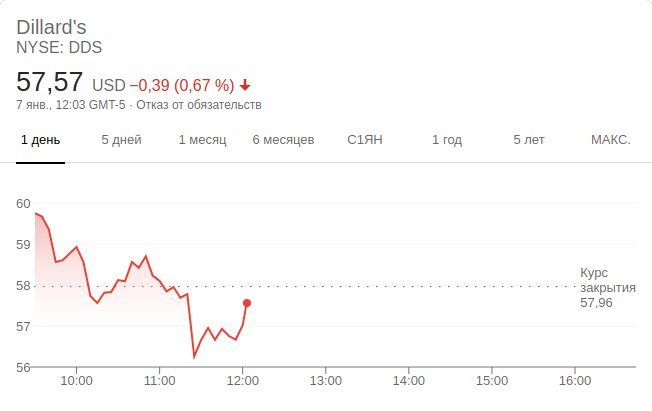 Dillard's
NYSE: DDS
57,57 USD −0,39 (0,67 %)
7 янв., 12:03 GMT-5 · Отказ от обязательств
1 день 5 дней 1 месяц 6 месяцев С1ЯН 1 год 5 лет МАКС.
60
59
58
57
56
Курс
закрытия
57,96
10:00 11:00 12:00 13:00 14:00 15:00 16:00